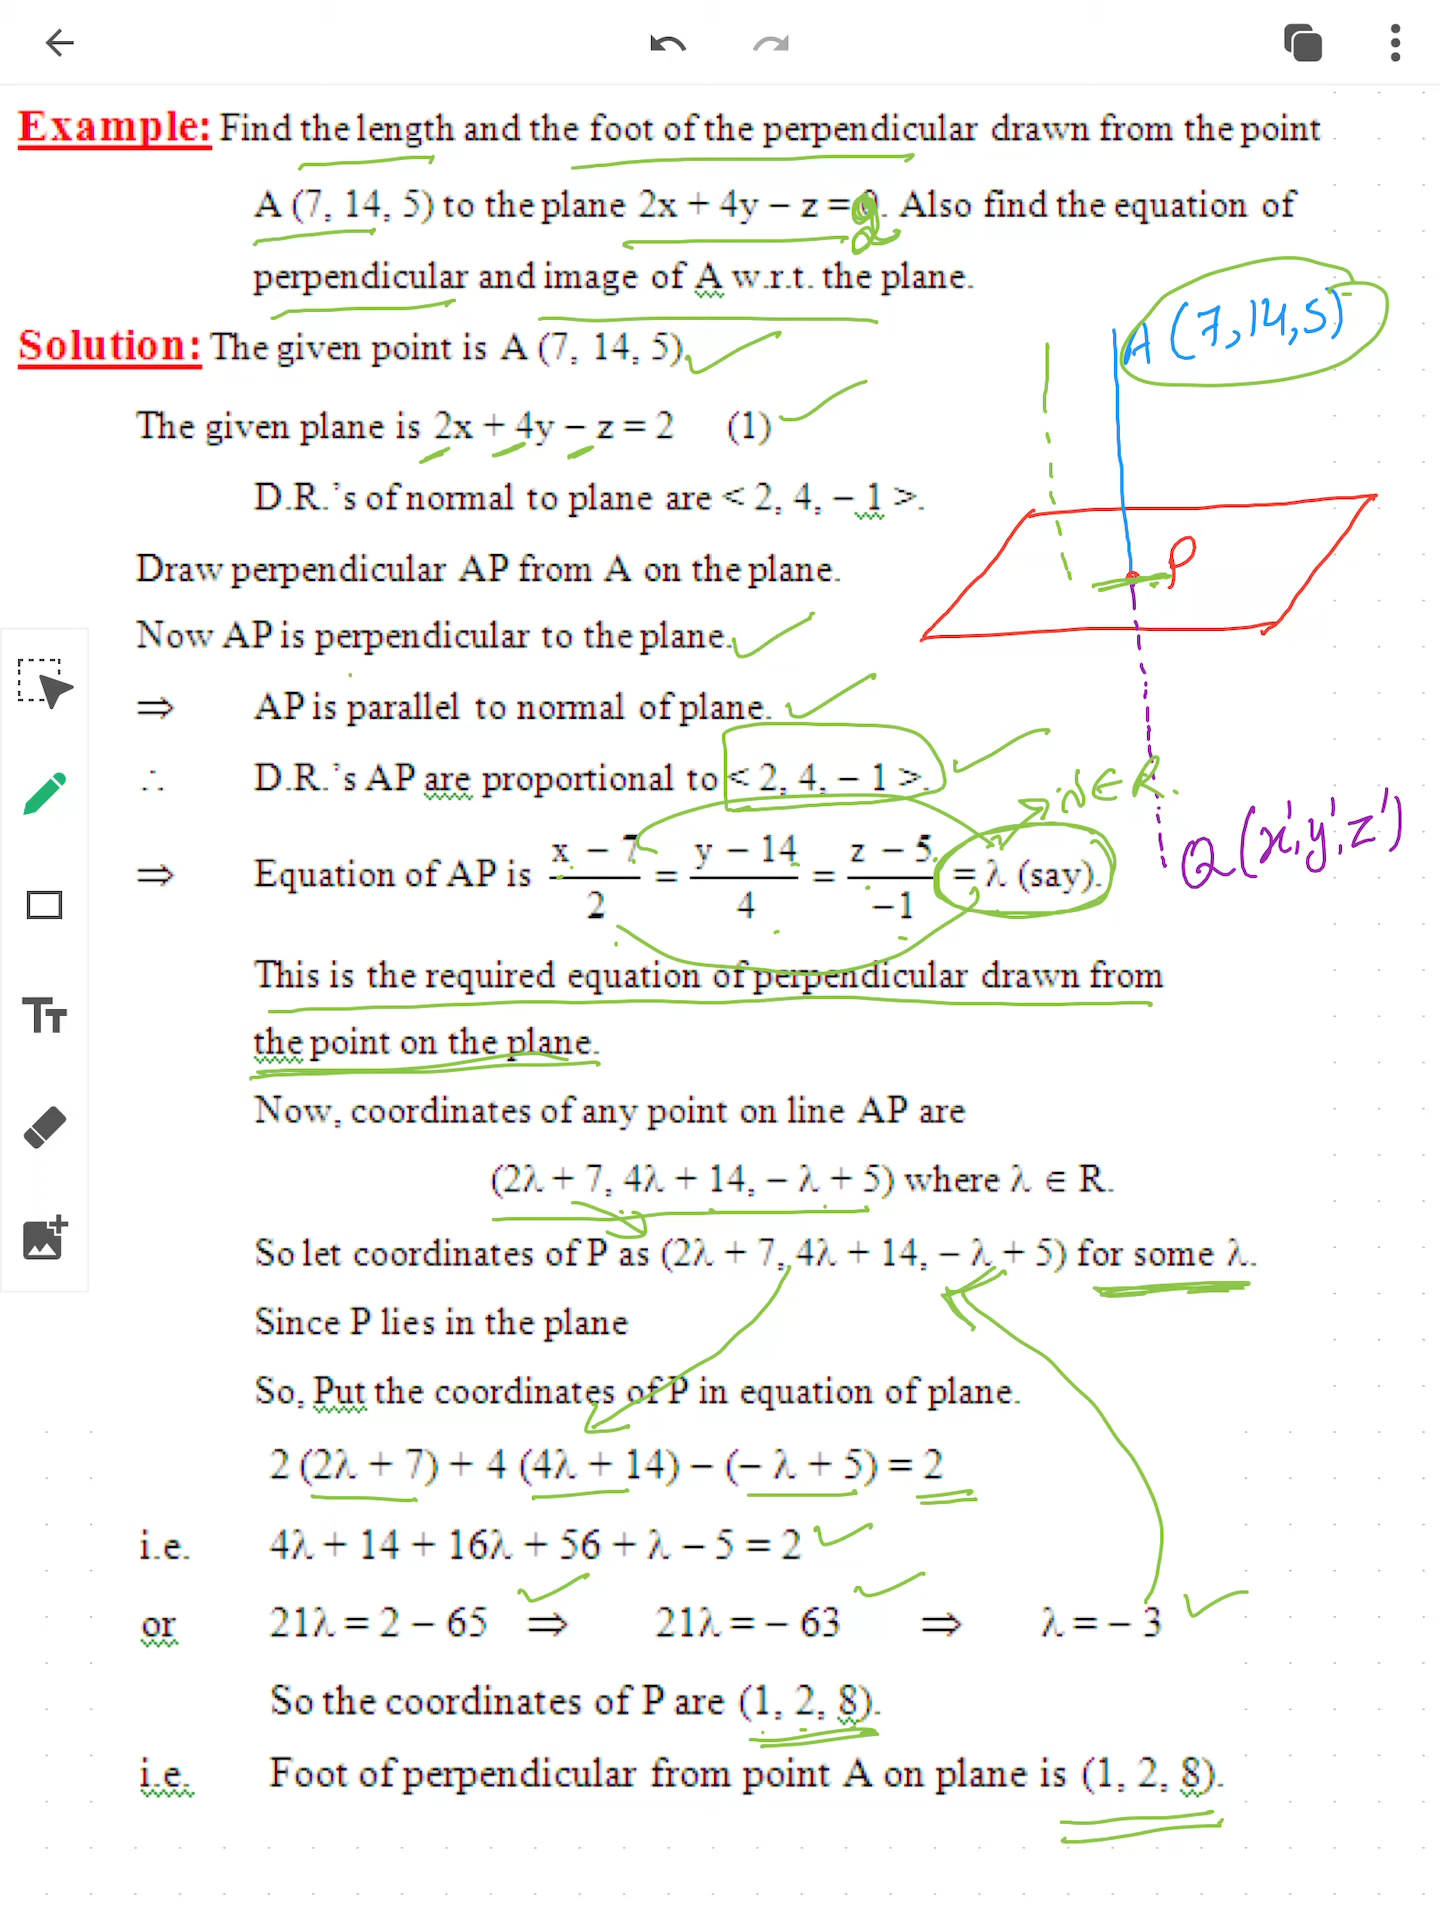 Example: Find the length and the foot of the perpendicular drawn from the point
A (7, 14, 5) to the plane 2x + 4y – z = 2. Also find the equation of
perpendicular and image of A w.r.t. the plane.
A (7,14,5)
Solution: The given point is A (7, 14, 5).
The given plane is 2x + 4y – z = 2 (1)
D.R.'s of normal to plane are < 2, 4, – 1 >.
Draw perpendicular AP from A on the plane.
P
Now AP is perpendicular to the plane.
⇒ AP is parallel to normal of plane.
∴ D.R.'s AP are proportional to < 2, 4, – 1 >.
λ ∈ R.
Q (x', y', z')
⇒ Equation of AP is (x – 7)/2 = (y – 14)/4 = (z – 5)/–1 = λ (say).
This is the required equation of perpendicular drawn from
the point on the plane.
Now, coordinates of any point on line AP are
(2λ + 7, 4λ + 14, – λ + 5) where λ ∈ R.
So let coordinates of P as (2λ + 7, 4λ + 14, – λ + 5) for some λ.
Since P lies in the plane
So, Put the coordinates of P in equation of plane.
2 (2λ + 7) + 4 (4λ + 14) – (– λ + 5) = 2
i.e. 4λ + 14 + 16λ + 56 + λ – 5 = 2
or 21λ = 2 – 65 ⇒ 21λ = – 63 ⇒ λ = – 3
So the coordinates of P are (1, 2, 8).
i.e. Foot of perpendicular from point A on plane is (1, 2, 8).